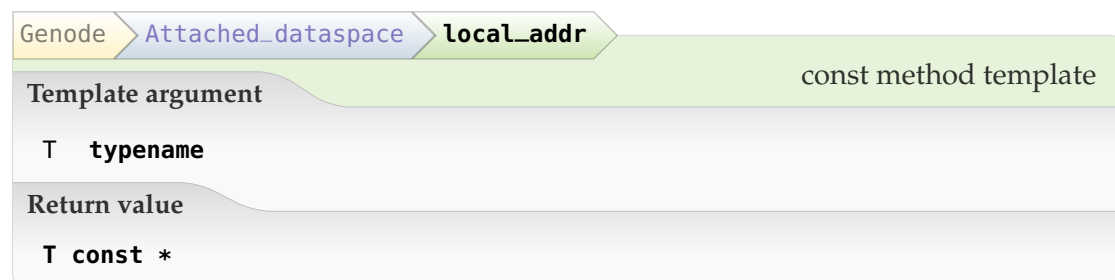 Genode Attached_dataspace local_addr
const method template
Template argument
T typename
Return value
T const *